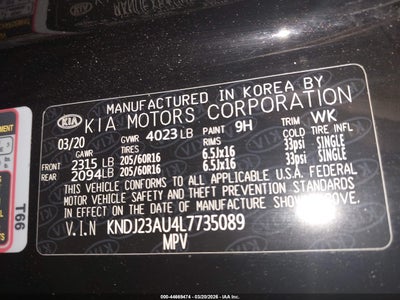 MANUFACTURED IN KOREA BY
KIA KIA MOTORS CORPORATION
03/20 GVWR 4023 LB PAINT 9H TRIM WK
GAWR TIRES RIMS COLD TIRE INFL
FRONT 2315 LB 205/60R16 6.5Jx16 33psi SINGLE
REAR 2094LB 205/60R16 6.5Jx16 33psi SINGLE
THIS VEHICLE CONFORMS TO ALL APPLICABLE U.S.A. FEDERAL
MOTOR VEHICLE SAFETY AND THEFT PREVENTION STANDARDS
IN EFFECT ON THE DATE OF MANUFACTURE SHOWN ABOVE.
V.I.N KNDJ23AU4L7735089
MPV
T66
000-44668474 | 03/20/2026 - IAA Inc.